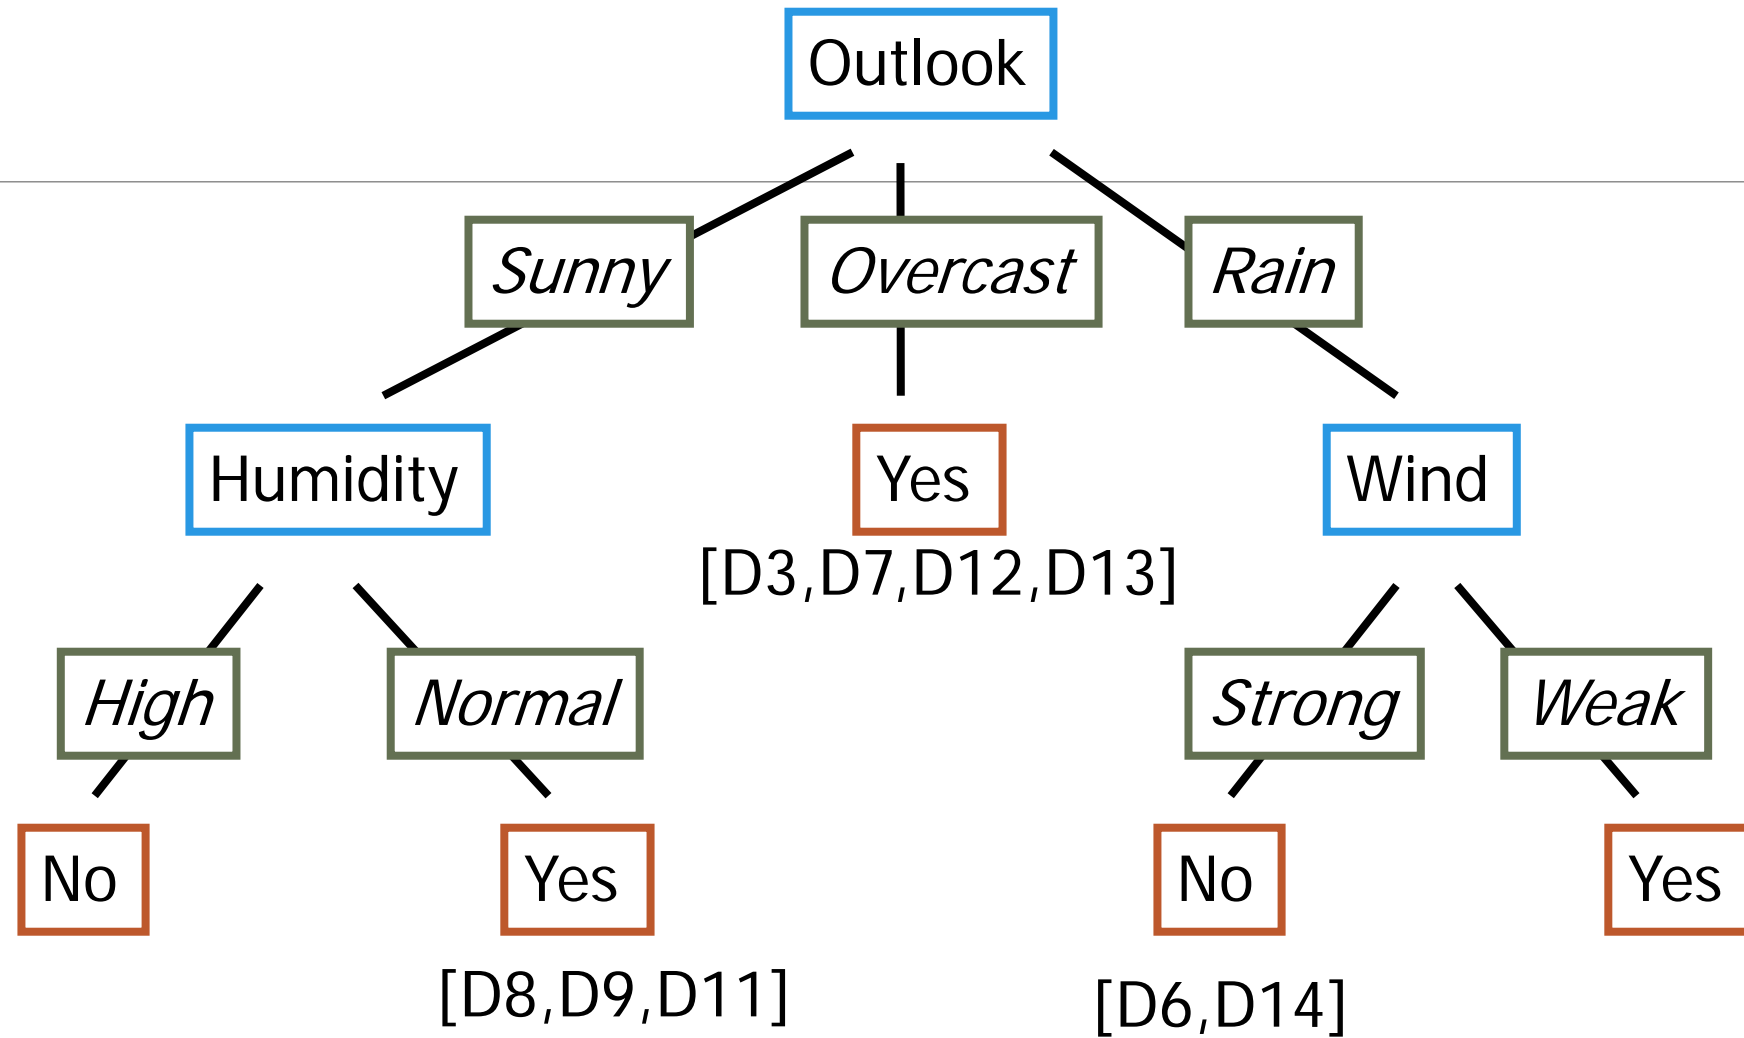 Outlook
Sunny Overcast Rain
Humidity Yes Wind
[D3,D7,D12,D13]
High Normal Strong Weak
No Yes No Yes
[D8,D9,D11] [D6,D14]